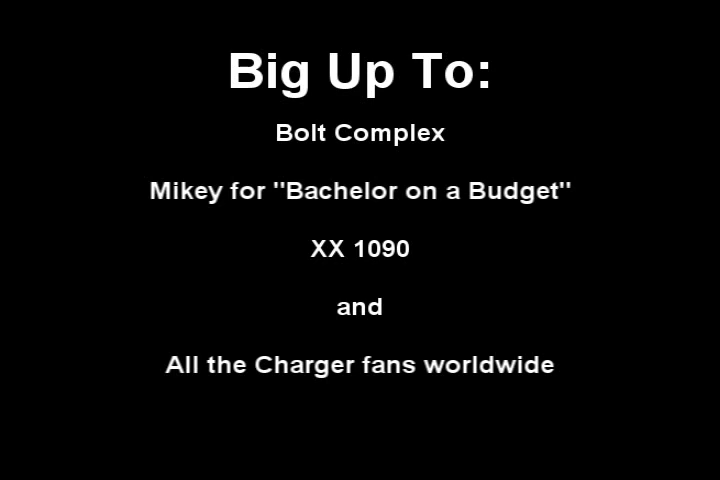 Big Up To:
Bolt Complex
Mikey for "Bachelor on a Budget"
XX 1090
and
All the Charger fans worldwide